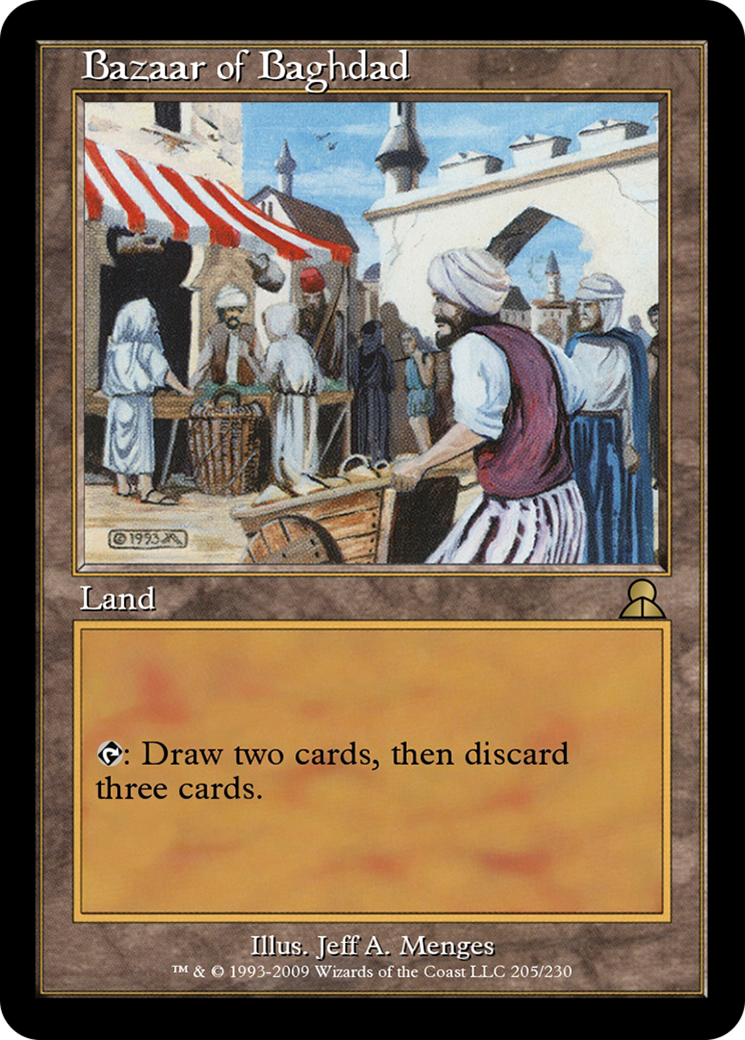 Bazaar of Baghdad
© 1993
Land
: Draw two cards, then discard
three cards.
Illus. Jeff A. Menges
™ & © 1993-2009 Wizards of the Coast LLC 205/230